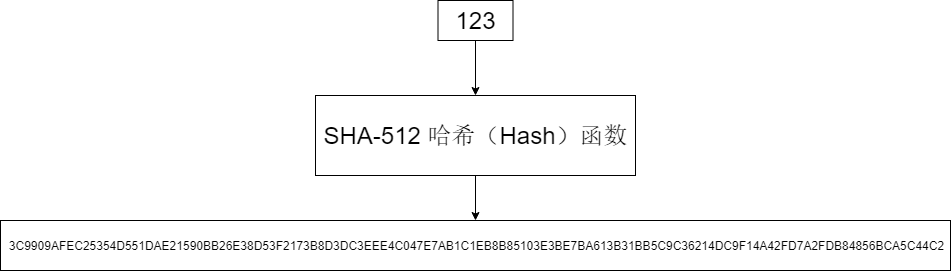 123
SHA-512 哈希（Hash）函数
3C9909AFEC25354D551DAE21590BB26E38D53F2173B8D3DC3EEE4C047E7AB1C1EB8B85103E3BE7BA613B31BB5C9C36214DC9F14A42FD7A2FDB84856BCA5C44C2